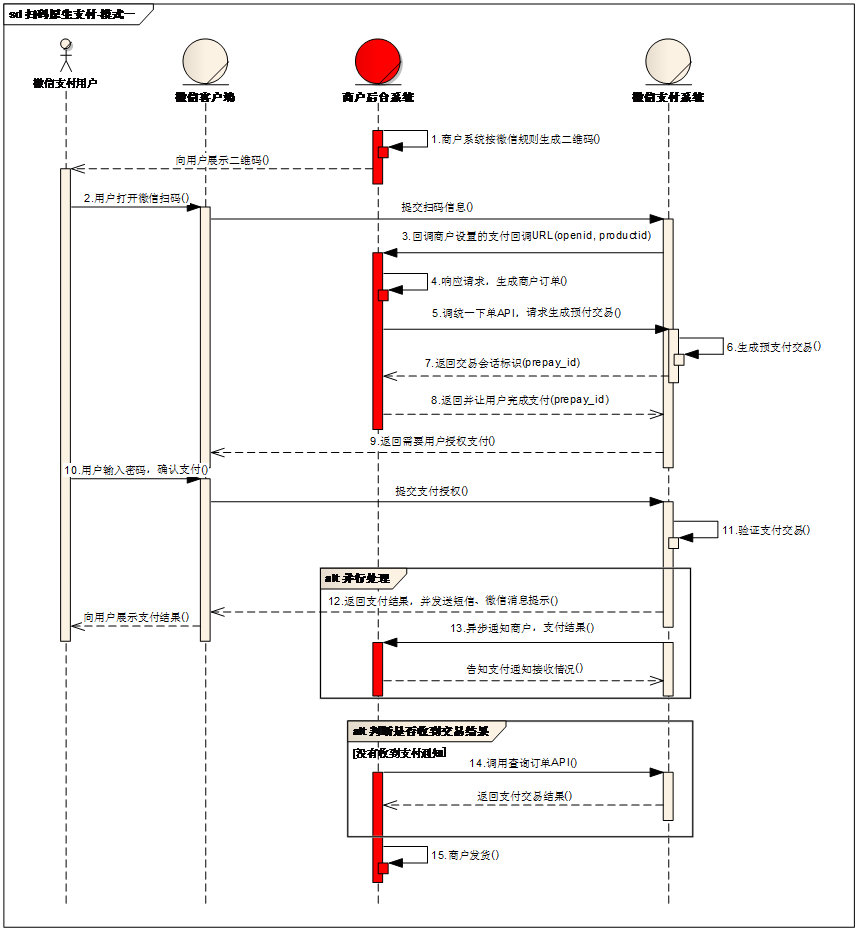 sd 扫码原生支付-模式一
微信支付用户
微信客户端
商户后台系统
微信支付系统
1.商户系统按微信规则生成二维码()
向用户展示二维码()
2.用户打开微信扫码()
提交扫码信息()
3.回调商户设置的支付回调URL(openid, productid)
4.响应请求，生成商户订单()
5.调统一下单API，请求生成预付交易()
6.生成预支付交易()
7.返回交易会话标识(prepay_id)
8.返回并让用户完成支付(prepay_id)
9.返回需要用户授权支付()
10.用户输入密码，确认支付()
提交支付授权()
11.验证支付交易()
alt 并行处理
12.返回支付结果，并发送短信、微信消息提示()
向用户展示支付结果()
13.异步通知商户，支付结果()
告知支付通知接收情况()
alt 判断是否收到交易结果
[没有收到支付通知]
14.调用查询订单API()
返回支付交易结果()
15.商户发货()